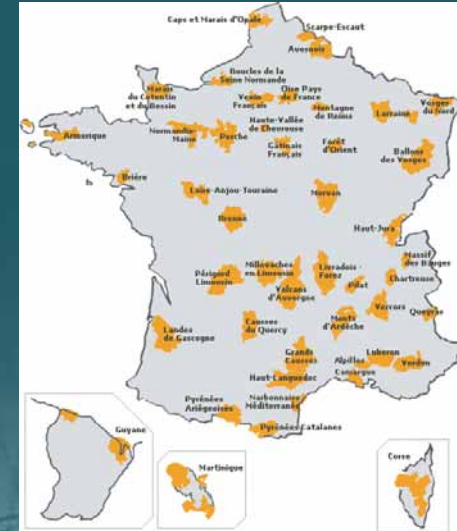 Caps et Marais d'Opale
Scarpe-Escaut
Avesnois
Boucles de la
Seine Normande
Oise Pays
de France
Marais
du Cotentin
et du Bessin
Vexin
Français
Montagne
de Reims
Lorraine
Vosges
du Nord
Armorique
Normandie-
Maine
Perche
Haute-Vallée
de Chevreuse
Gâtinais
Français
Forêt
d'Orient
Ballons
des Vosges
Brière
Loire-Anjou-Touraine
Morvan
Brenne
Haut-Jura
Massif
des Bauges
Périgord
Limousin
Millevaches
en Limousin
Livradois -
Forez
Pilat
Chartreuse
Volcans
d'Auvergne
Vercors
Queyras
Landes
de Gascogne
Causses
du Quercy
Monts
d'Ardèche
Grands
Causses
Alpilles
Luberon
Verdon
Haut-Languedoc
Camargue
Pyrénées
Ariégeoises
Narbonnaise
Méditerranée
Pyrénées Catalanes
Guyane
Martinique
Corse